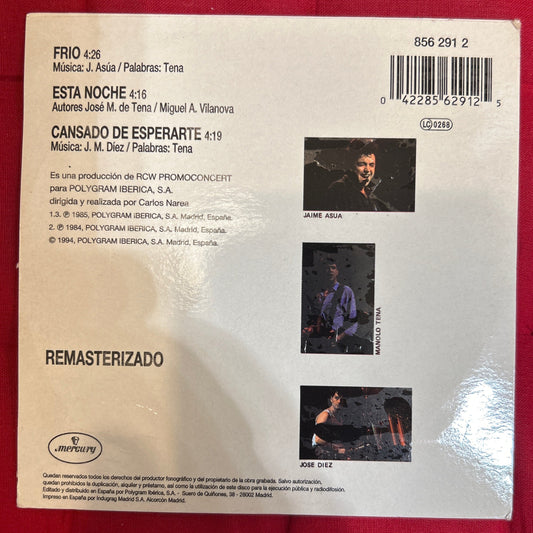 856 291 2
FRIO 4:26
Música: J. Asúa / Palabras: Tena
ESTA NOCHE 4:16
Autores José M. de Tena / Miguel A. Vilanova
CANSADO DE ESPERARTE 4:19
Música: J. M. Díez / Palabras: Tena
0 42285 62912 5
LC 0268
Es una producción de RCW PROMOCONCERT
para POLYGRAM IBERICA, S.A.
dirigida y realizada por Carlos Narea
1.3. ℗ 1985, POLYGRAM IBERICA, S.A. Madrid, España.
2. ℗ 1984, POLYGRAM IBERICA, S.A. Madrid, España.
© 1994, POLYGRAM IBERICA, S.A. Madrid, España.
JAIME ASUA
MANOLO TENA
REMASTERIZADO
JOSE DIEZ
mercury
Quedan reservados todos los derechos del productor fonográfico y del propietario de la obra grabada. Salvo autorización,
quedan prohibidos la duplicación, alquiler y préstamo, así como la utilización de este disco para la ejecución pública y radiodifosión.
Editado y distribuido en España por Polygram Ibérica, S.A. - Suero de Quiñones, 38 - 28002 Madrid.
Impreso en España por Indugraf Madrid S.A. Alcorcón Madrid.